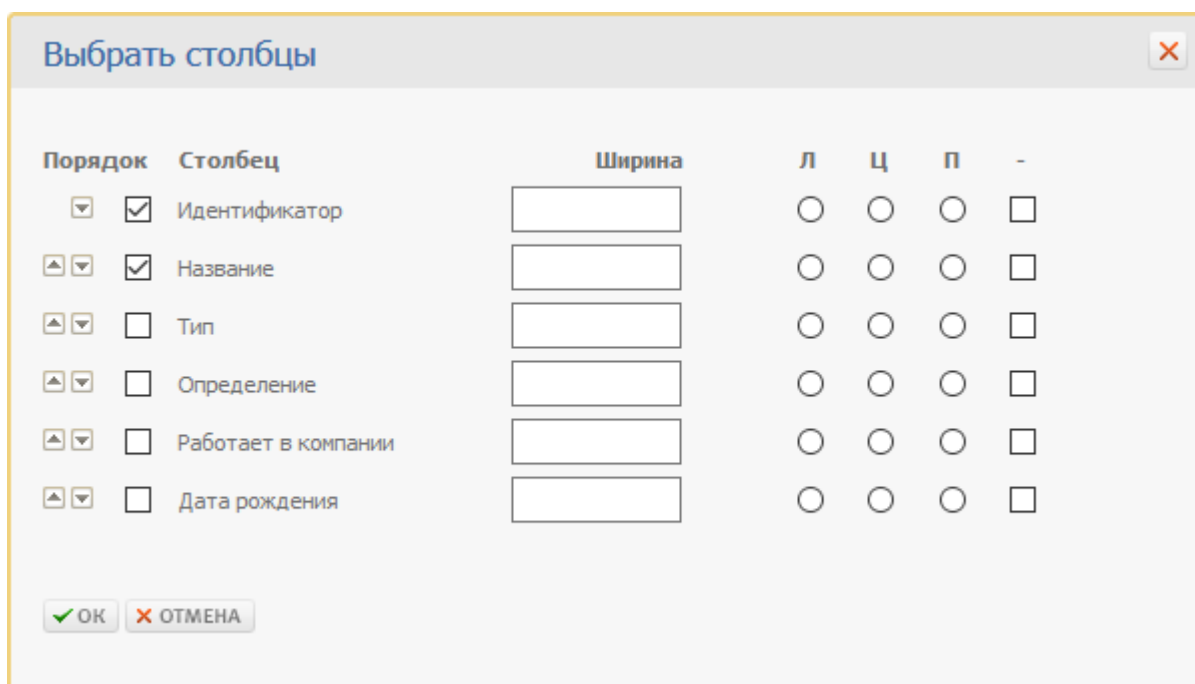 Выбрать столбцы
Порядок Столбец Ширина Л Ц П -
Идентификатор
Название
Тип
Определение
Работает в компании
Дата рождения
ОК ОТМЕНА